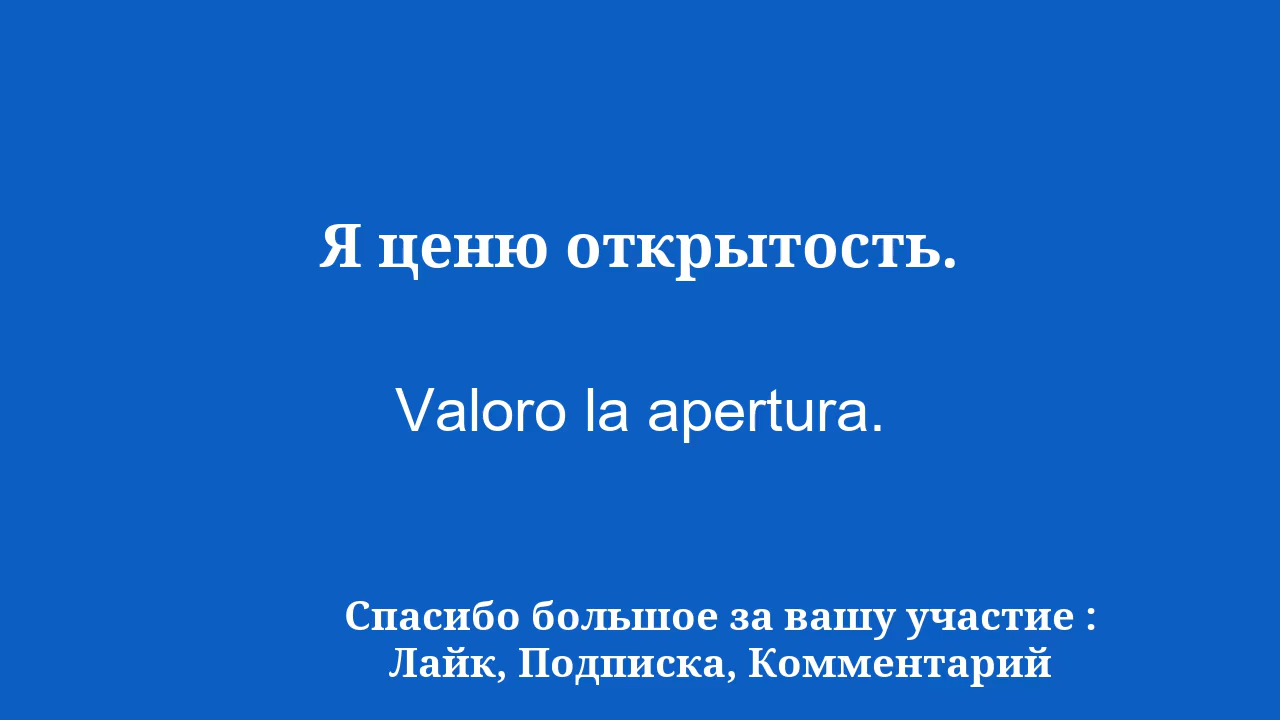 Я ценю открытость.
Valoro la apertura.
Спасибо большое за вашу участие :
Лайк, Подписка, Комментарий